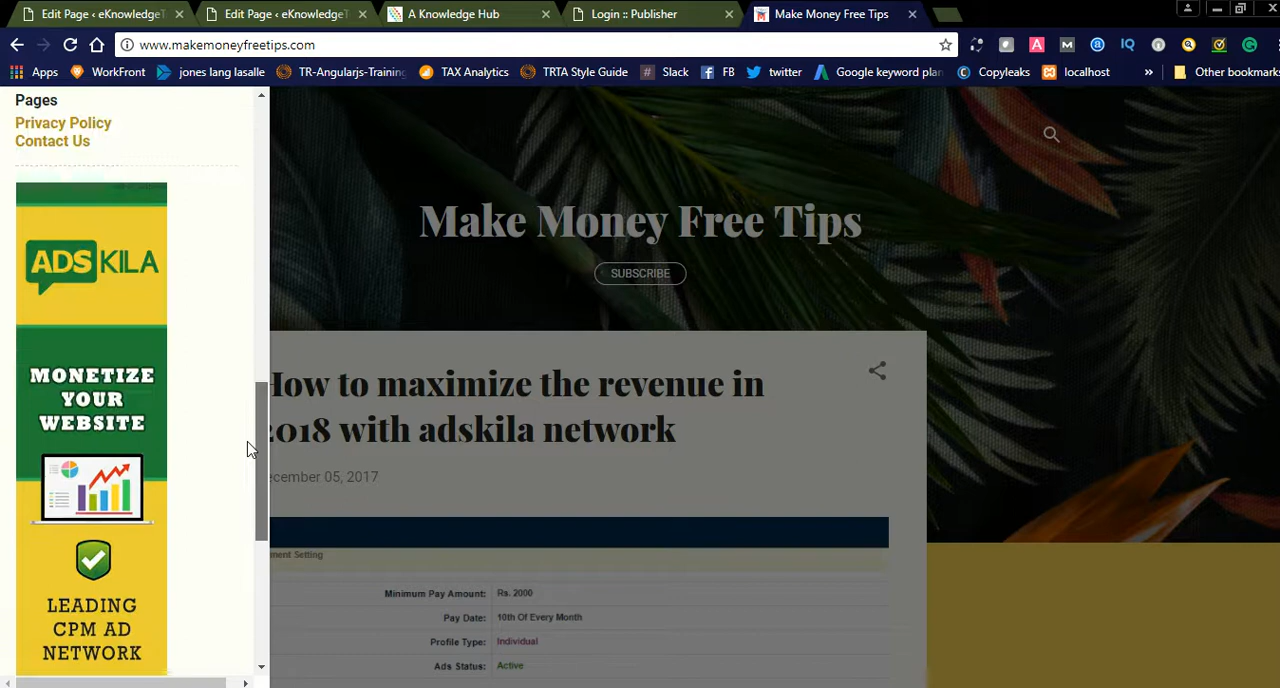 Edit Page ‹ eKnowledgeT
Edit Page ‹ eKnowledgeT
A Knowledge Hub
Login :: Publisher
Make Money Free Tips
www.makemoneyfreetips.com
Apps
WorkFront
jones lang lasalle
TR-Angularjs-Training
TAX Analytics
TRTA Style Guide
Slack
FB
twitter
Google keyword plan
Copyleaks
localhost
»
Other bookmarks
Pages
Privacy Policy
Contact Us
ADS KILA
MONETIZE
YOUR
WEBSITE
LEADING
CPM AD
NETWORK
Make Money Free Tips
SUBSCRIBE
How to maximize the revenue in
2018 with adskila network
ecember 05, 2017
ment Setting
Minimum Pay Amount: Rs. 2000
Pay Date: 10th Of Every Month
Profile Type: Individual
Ads Status: Active